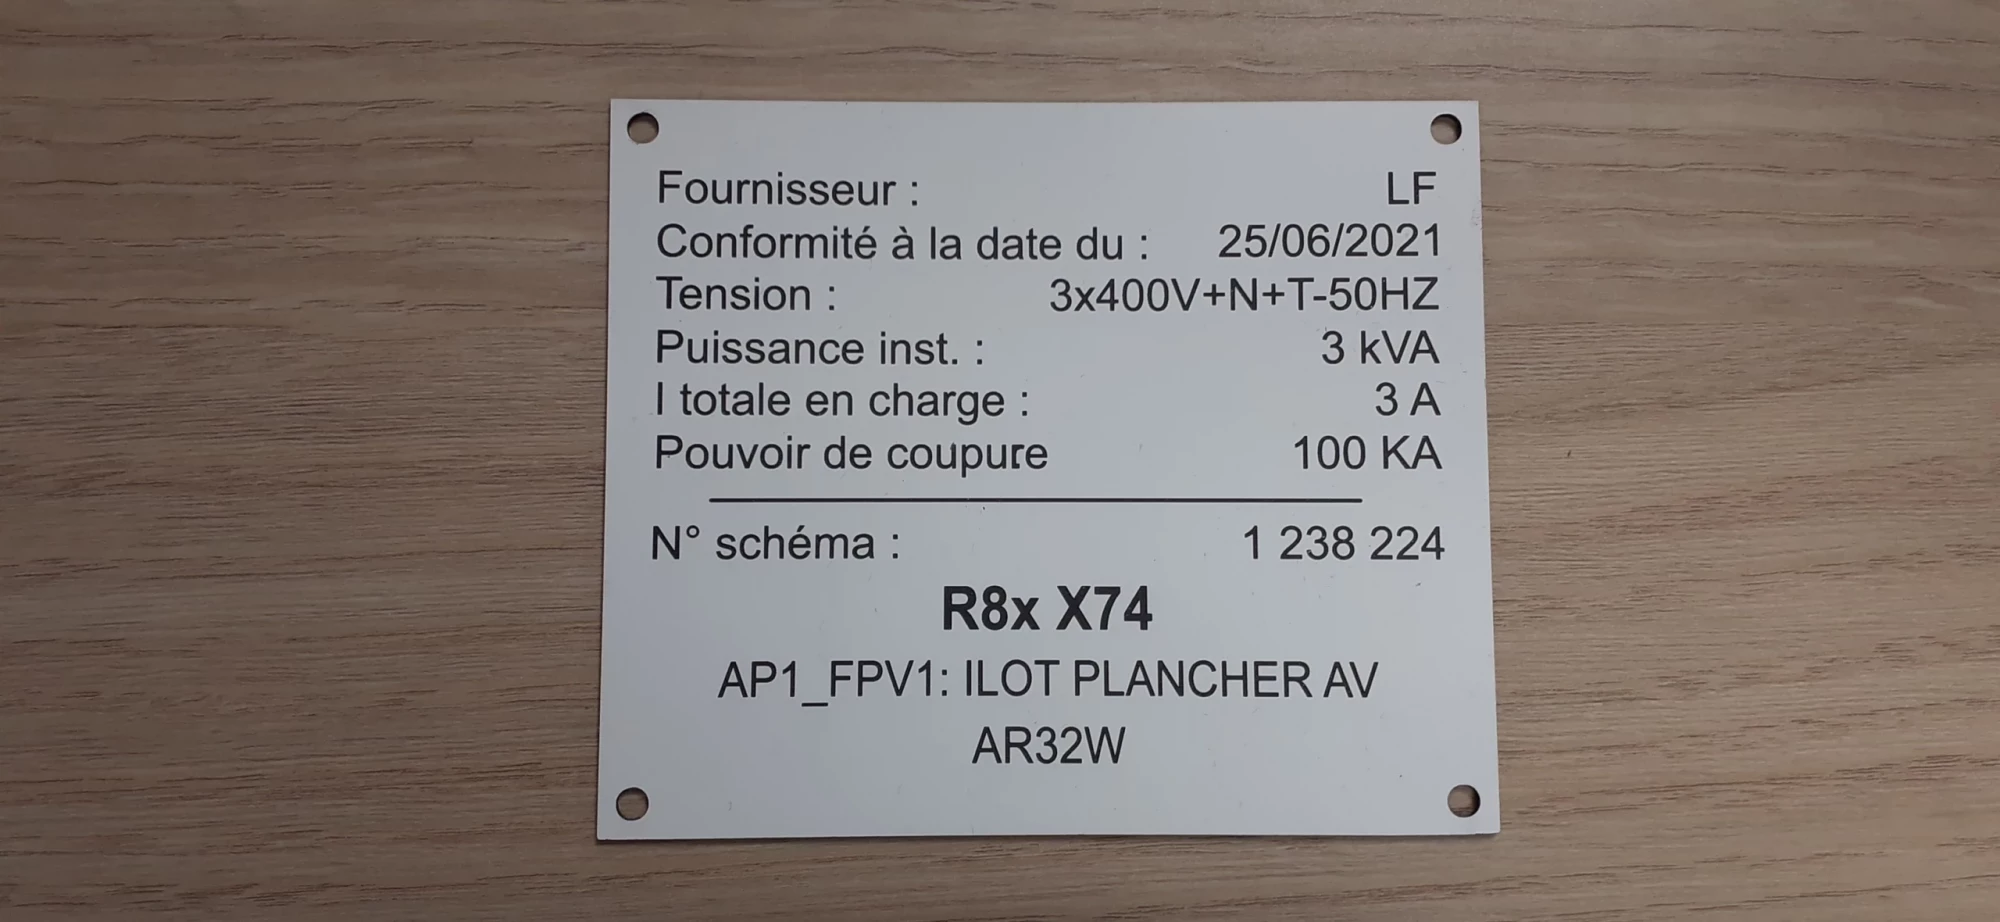 Fournisseur : LF
Conformité à la date du : 25/06/2021
Tension : 3x400V+N+T-50HZ
Puissance inst. : 3 kVA
I totale en charge : 3 A
Pouvoir de coupure 100 KA
N° schéma : 1 238 224
R8x X74
AP1_FPV1: ILOT PLANCHER AV
AR32W